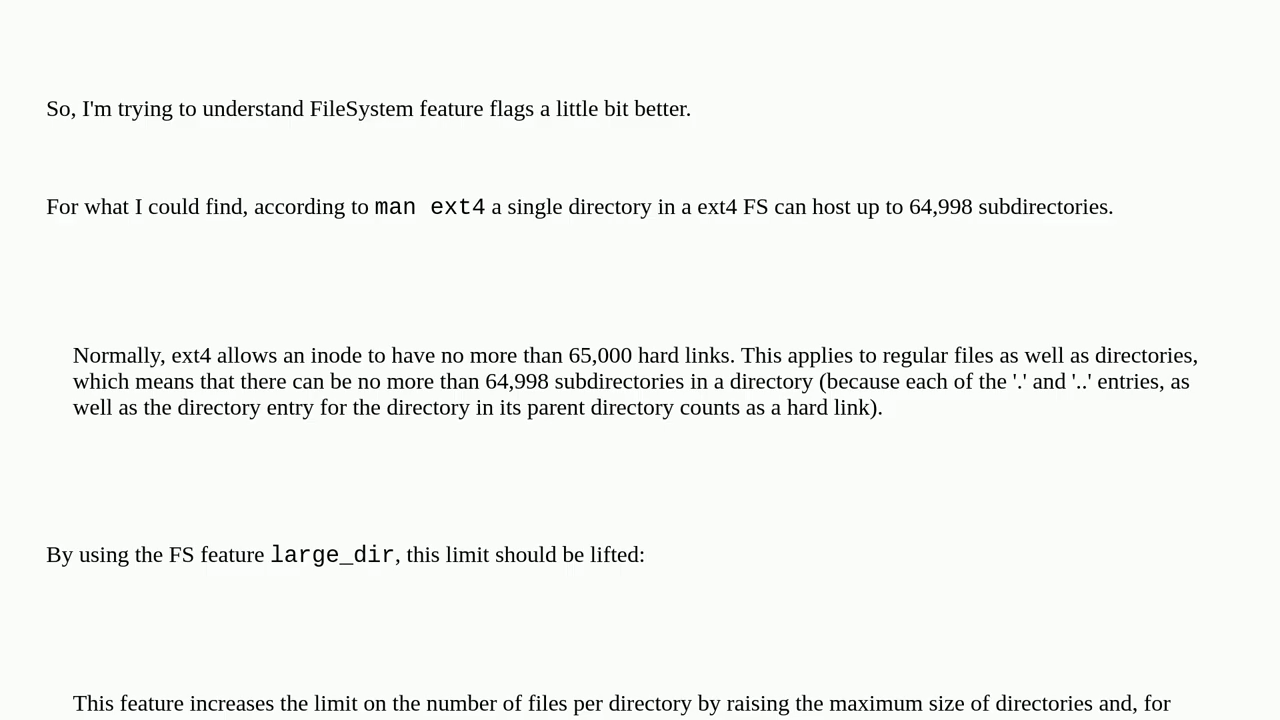 So, I'm trying to understand FileSystem feature flags a little bit better.
For what I could find, according to man ext4 a single directory in a ext4 FS can host up to 64,998 subdirectories.
Normally, ext4 allows an inode to have no more than 65,000 hard links. This applies to regular files as well as directories,
which means that there can be no more than 64,998 subdirectories in a directory (because each of the '.' and '..' entries, as
well as the directory entry for the directory in its parent directory counts as a hard link).
By using the FS feature large_dir, this limit should be lifted:
This feature increases the limit on the number of files per directory by raising the maximum size of directories and, for